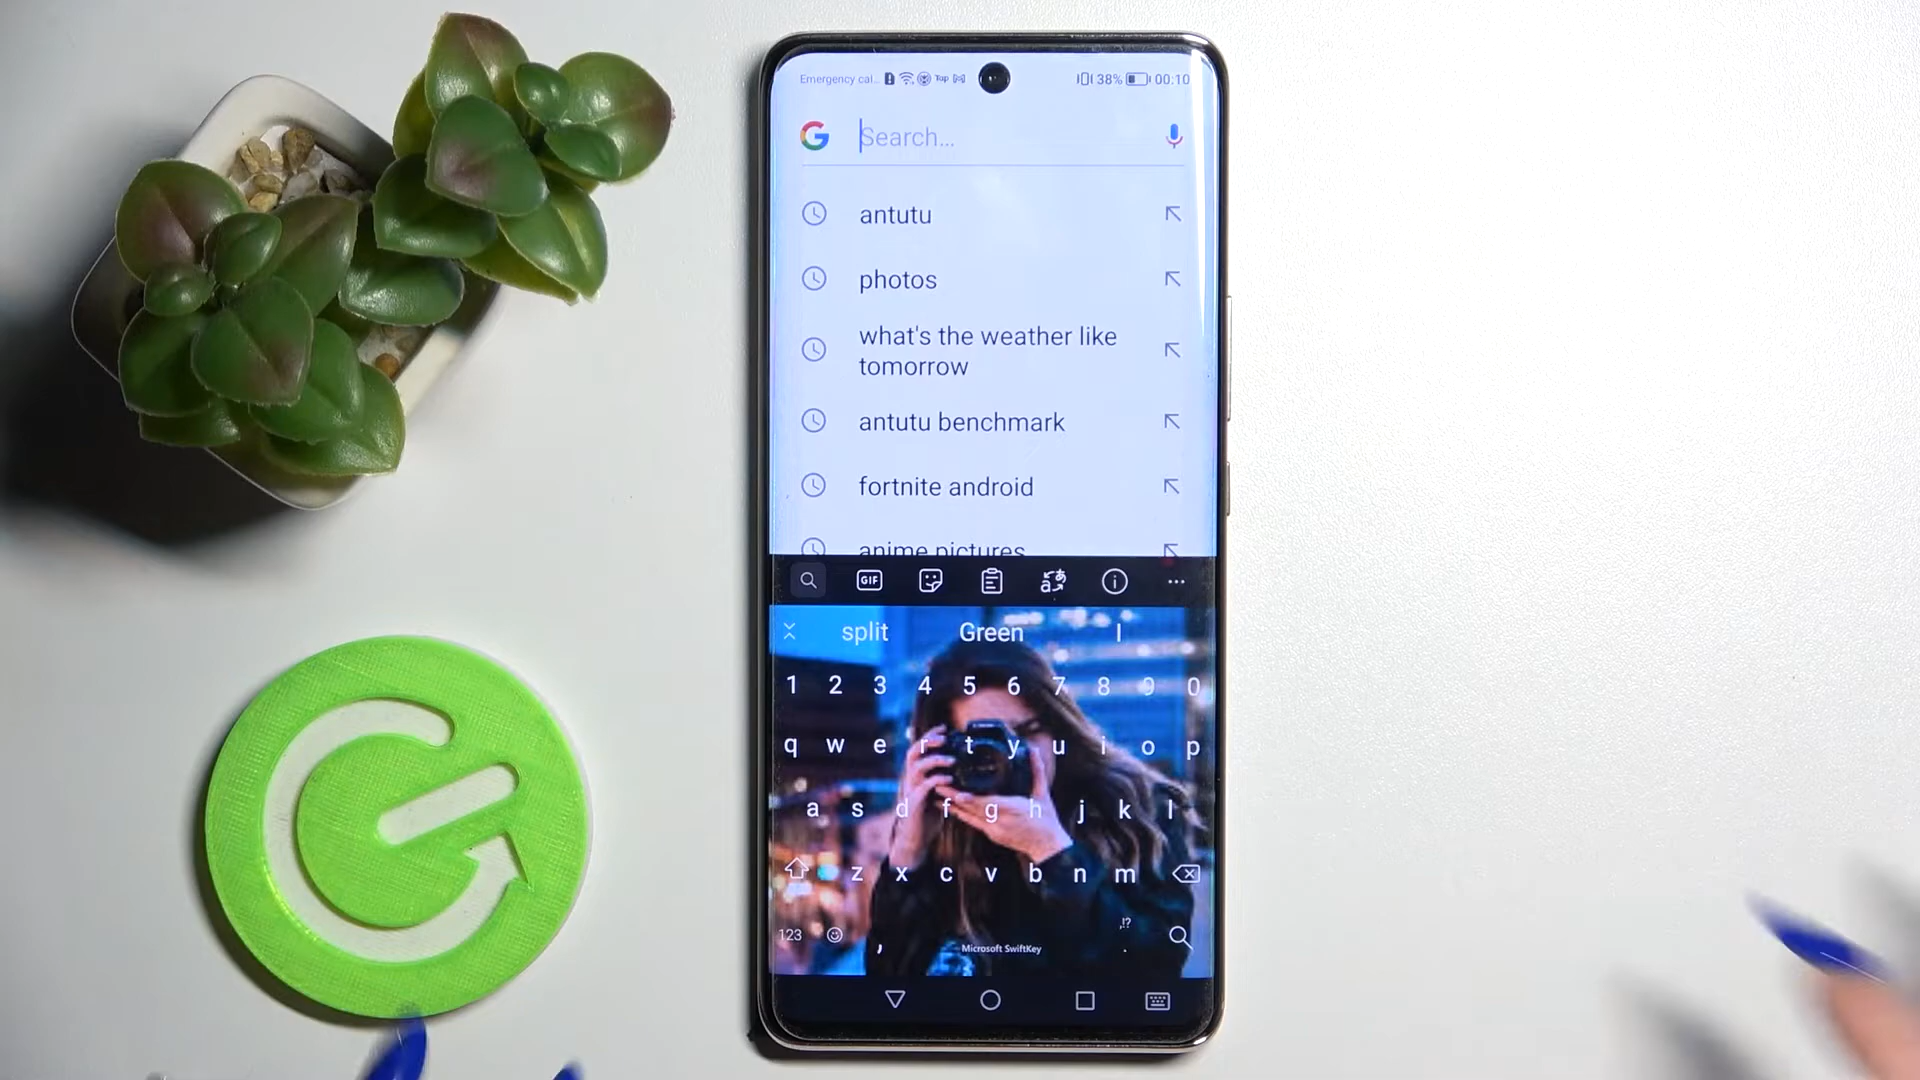 Emergency cal... Tap 38% 00:10
G Search...
antutu
photos
what's the weather like
tomorrow
antutu benchmark
fortnite android
anime pictures
GIF
split Green I
1 2 3 4 5 6 7 8 9 0
q w e r t y u i o p
a s d f g h j k l
z x c v b n m
123 , Microsoft SwiftKey . ,!?